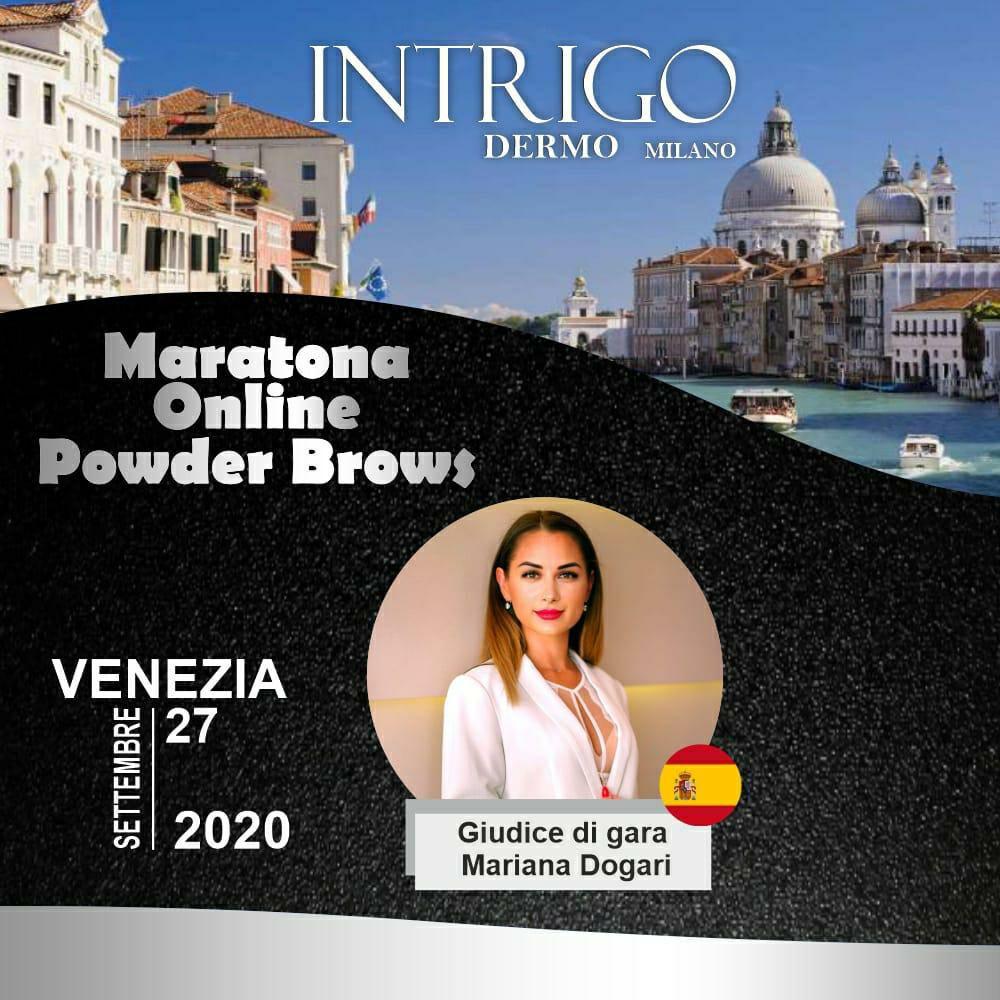 INTRIGO
DERMO MILANO
Maratona
Online
Powder Brows
VENEZIA
SETTEMBRE
27
2020
Giudice di gara
Mariana Dogari